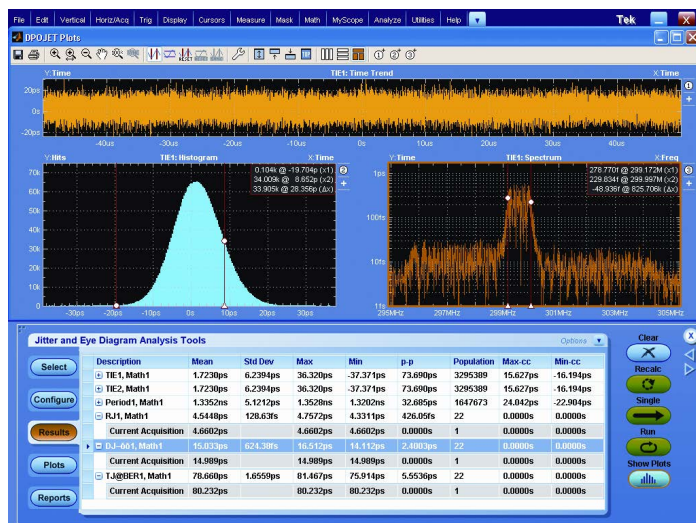 File Edit Vertical Horiz/Acq Trig Display Cursors Measure Mask Math MyScope Analyze Utilities Help Tek
DPOJET Plots
Y:Time TIE1: Time Trend X:Time
20ps
0s
-20ps
-40us -30us -20us -10us 0s 10us 20us 30us 40us
Y:Hits TIE1: Histogram X:Time
0.104k @ -19.704p (x1)
34.009k @ 8.652p (x2)
33.905k @ 28.356p (Δx)
70k
60k
50k
40k
30k
20k
10k
0
-30ps -20ps -10ps 0s 10ps 20ps 30ps
Y:Time TIE1: Spectrum X:Freq
278.770f @ 299.172M (x1)
229.834f @ 299.997M (x2)
-48.936f @ 825.706k (Δx)
1ps
100fs
10fs
1fs
295MHz 297MHz 299MHz 301MHz 303MHz 305MHz
Jitter and Eye Diagram Analysis Tools Options
Select
Configure
Results
Plots
Reports
Description Mean Std Dev Max Min p-p Population Max-cc Min-cc
TIE1, Math1 1.7230ps 6.2394ps 36.320ps -37.371ps 73.690ps 3295389 15.627ps -16.194ps
TIE2, Math1 1.7230ps 6.2394ps 36.320ps -37.371ps 73.690ps 3295389 15.627ps -16.194ps
Period1, Math1 1.3352ns 5.1212ps 1.3528ns 1.3202ns 32.685ps 1647673 24.042ps -22.904ps
RJ1, Math1 4.5448ps 128.63fs 4.7572ps 4.3311ps 426.05fs 22 0.0000s 0.0000s
Current Acquisition 4.6602ps 4.6602ps 4.6602ps 0.0000s 1 0.0000s 0.0000s
DJ-δδ1, Math1 15.033ps 624.38fs 16.512ps 14.112ps 2.4003ps 22 0.0000s 0.0000s
Current Acquisition 14.989ps 14.989ps 14.989ps 0.0000s 1 0.0000s 0.0000s
TJ@BER1, Math1 78.660ps 1.6559ps 81.467ps 75.914ps 5.5536ps 22 0.0000s 0.0000s
Current Acquisition 80.232ps 80.232ps 80.232ps 0.0000s 1 0.0000s 0.0000s
Clear
Recalc
Single
Run
Show Plots